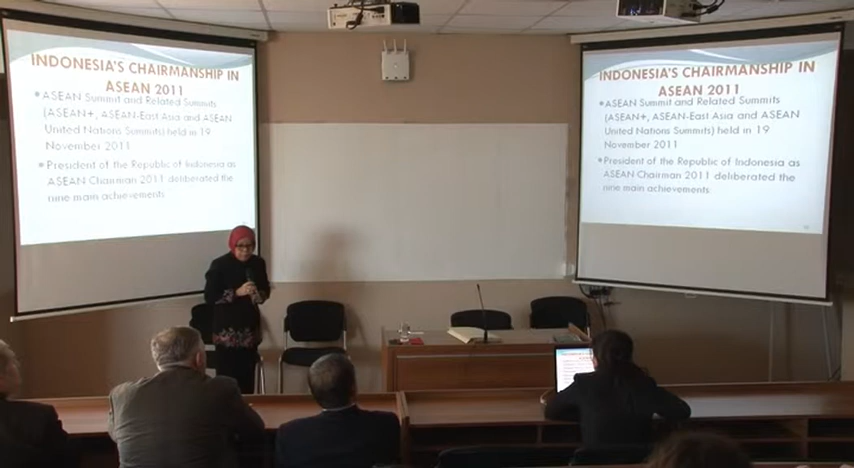 INDONESIA'S CHAIRMANSHIP IN
ASEAN 2011
ASEAN Summit and Related Summits
(ASEAN+, ASEAN-East Asia and ASEAN
United Nations Summits) held in 19
November 2011
President of the Republic of Indonesia as
ASEAN Chairman 2011 deliberated the
nine main achievements
INDONESIA'S CHAIRMANSHIP IN
ASEAN 2011
ASEAN Summit and Related Summits
(ASEAN+, ASEAN-East Asia and ASEAN
United Nations Summits) held in 19
November 2011
President of the Republic of Indonesia as
ASEAN Chairman 2011 deliberated the
nine main achievements